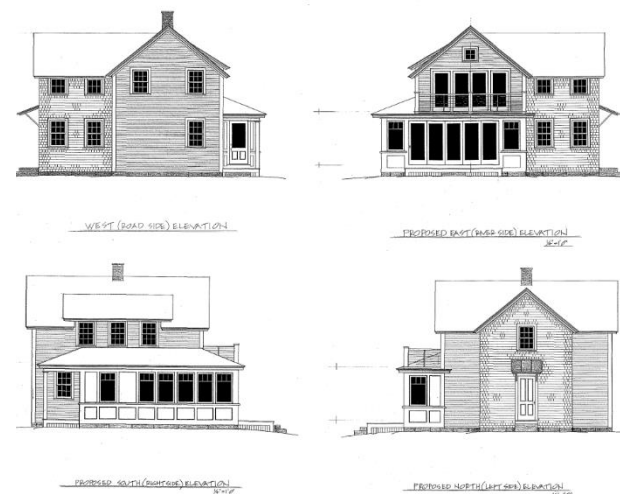 WEST (ROAD SIDE) ELEVATION
PROPOSED EAST (RIVER SIDE) ELEVATION
PROPOSED SOUTH (RIGHT SIDE) ELEVATION
PROPOSED NORTH (LEFT SIDE) ELEVATION